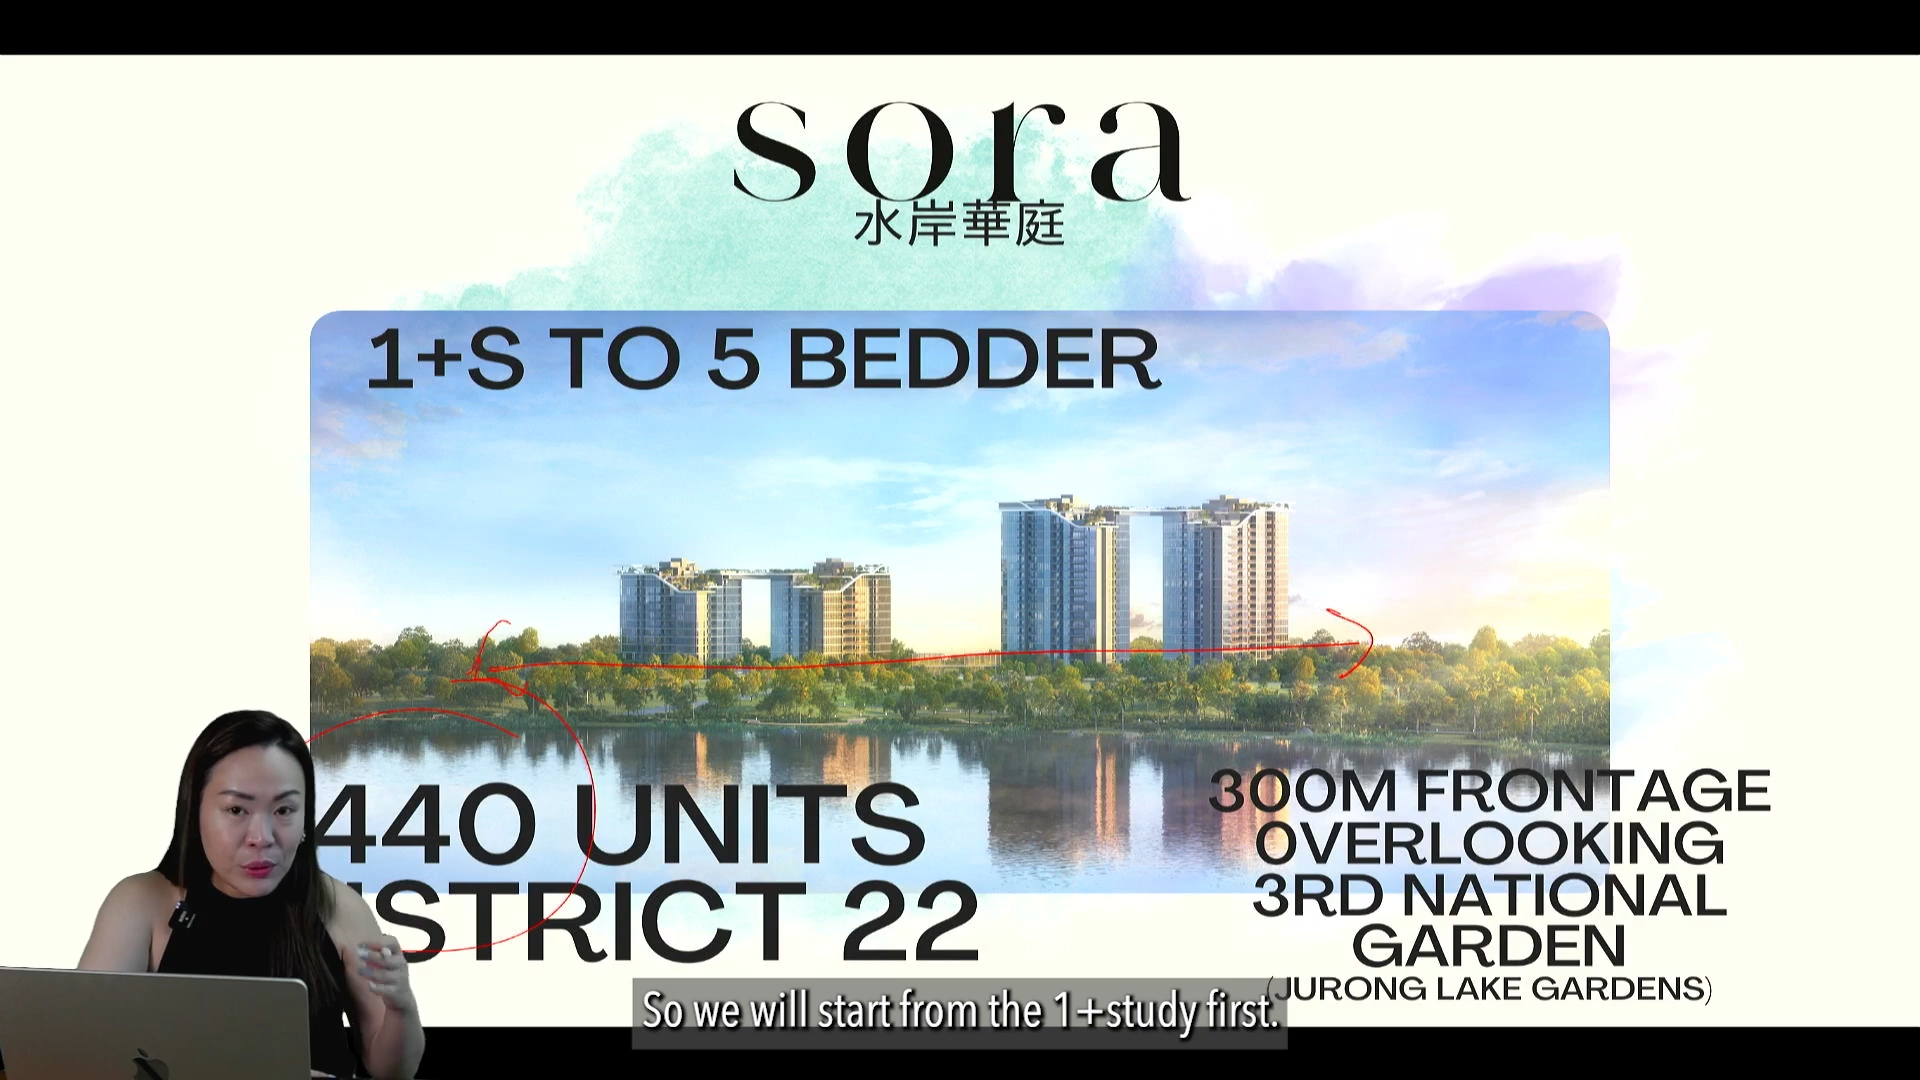 sora
水岸華庭
1+S TO 5 BEDDER
440 UNITS
ISTRICT 22
300M FRONTAGE
OVERLOOKING
3RD NATIONAL
GARDEN
(JURONG LAKE GARDENS)
So we will start from the 1+study first.